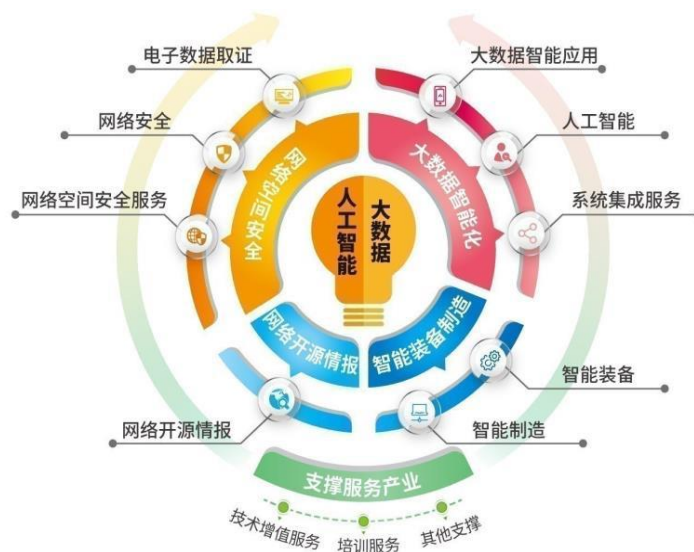 电子数据取证
大数据智能应用
网络安全
人工智能
网络空间安全服务
系统集成服务
网络空间安全
大数据智能化
人工智能
大数据
网络开源情报
智能装备制造
智能装备
网络开源情报
智能制造
支撑服务产业
技术增值服务
培训服务
其他支撑